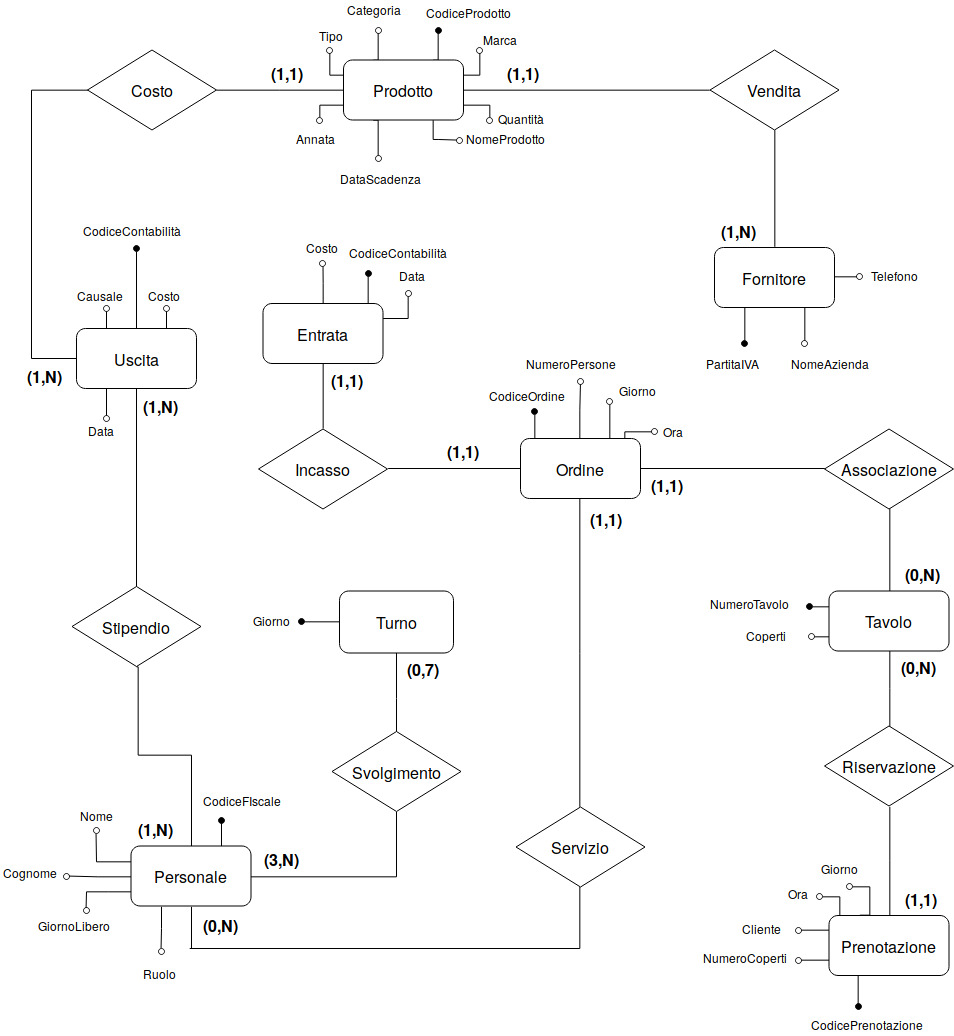 Categoria
CodiceProdotto
Tipo
Marca
(1,1)
(1,1)
Costo
Prodotto
Vendita
Annata
Quantità
NomeProdotto
DataScadenza
CodiceContabilità
(1,N)
Costo
CodiceContabilità
Data
Fornitore
Telefono
Causale
Costo
Entrata
Uscita
PartitaIVA
NomeAzienda
NumeroPersone
(1,N)
(1,1)
Giorno
CodiceOrdine
(1,N)
Data
Ora
(1,1)
Incasso
Ordine
Associazione
(1,1)
(1,1)
(0,N)
NumeroTavolo
Giorno
Turno
Tavolo
Stipendio
Coperti
(0,7)
(0,N)
Svolgimento
Riservazione
CodiceFIscale
Nome
(1,N)
Servizio
(3,N)
Cognome
Personale
Giorno
Ora
(1,1)
GiornoLibero
(0,N)
Cliente
Prenotazione
NumeroCoperti
Ruolo
CodicePrenotazione